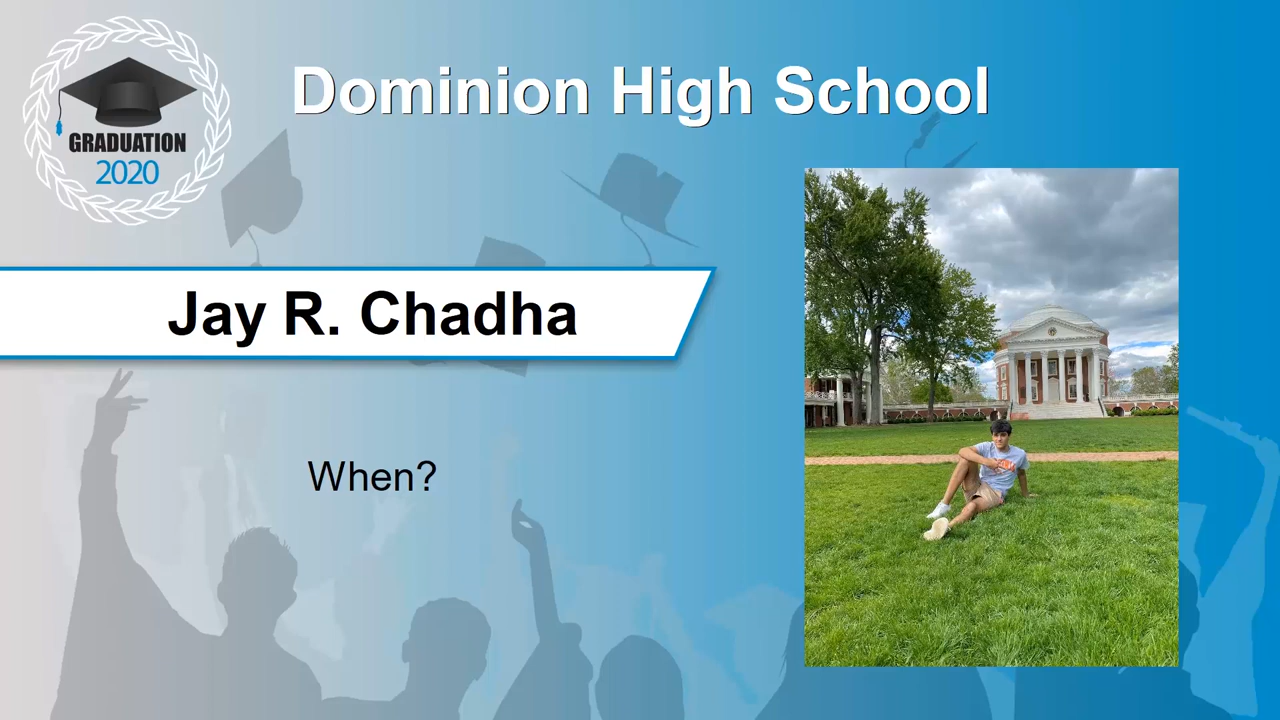 GRADUATION
2020
Dominion High School
Jay R. Chadha
When?